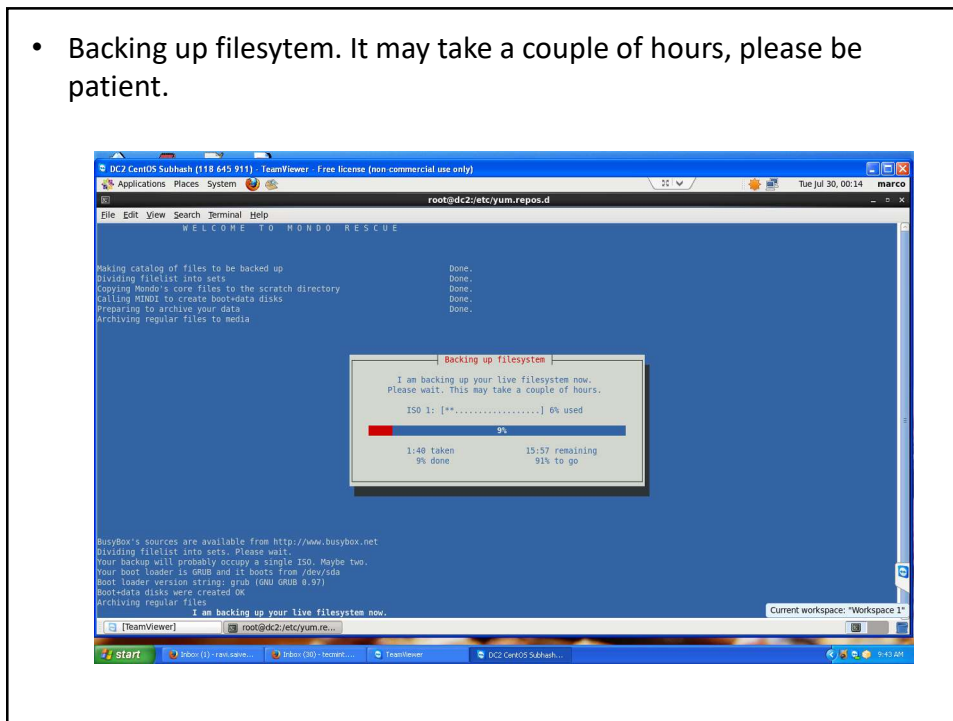 • Backing up filesytem. It may take a couple of hours, please be
patient.
DC2 CentOS Subhash (118 645 911) - TeamViewer - Free license (non-commercial use only)
Applications Places System
Tue Jul 30, 00:14 marco
root@dc2:/etc/yum.repos.d
File Edit View Search Terminal Help
W E L C O M E   T O   M O N D O   R E S C U E
Making catalog of files to be backed up Done.
Dividing filelist into sets Done.
Copying Mondo's core files to the scratch directory Done.
Calling MINDI to create boot+data disks Done.
Preparing to archive your data Done.
Archiving regular files to media
Backing up filesystem
I am backing up your live filesystem now.
Please wait. This may take a couple of hours.
ISO 1: [**..................] 6% used
9%
1:40 taken 15:57 remaining
9% done 91% to go
BusyBox's sources are available from http://www.busybox.net
Dividing filelist into sets. Please wait.
Your backup will probably occupy a single ISO. Maybe two.
Your boot loader is GRUB and it boots from /dev/sda
Boot loader version string: grub (GNU GRUB 0.97)
Boot+data disks were created OK
Archiving regular files
I am backing up your live filesystem now.
Current workspace: "Workspace 1"
[TeamViewer] root@dc2:/etc/yum.re...
start Inbox (1) - ravi.saive... Inbox (30) - tecmint.... TeamViewer DC2 CentOS Subhash... 9:43 AM